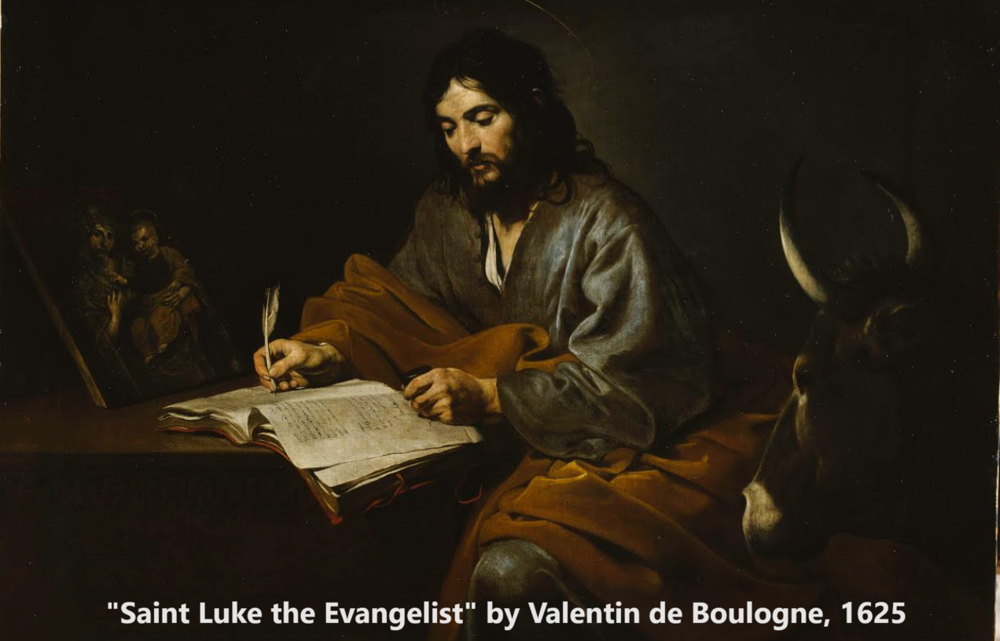 "Saint Luke the Evangelist" by Valentin de Boulogne, 1625